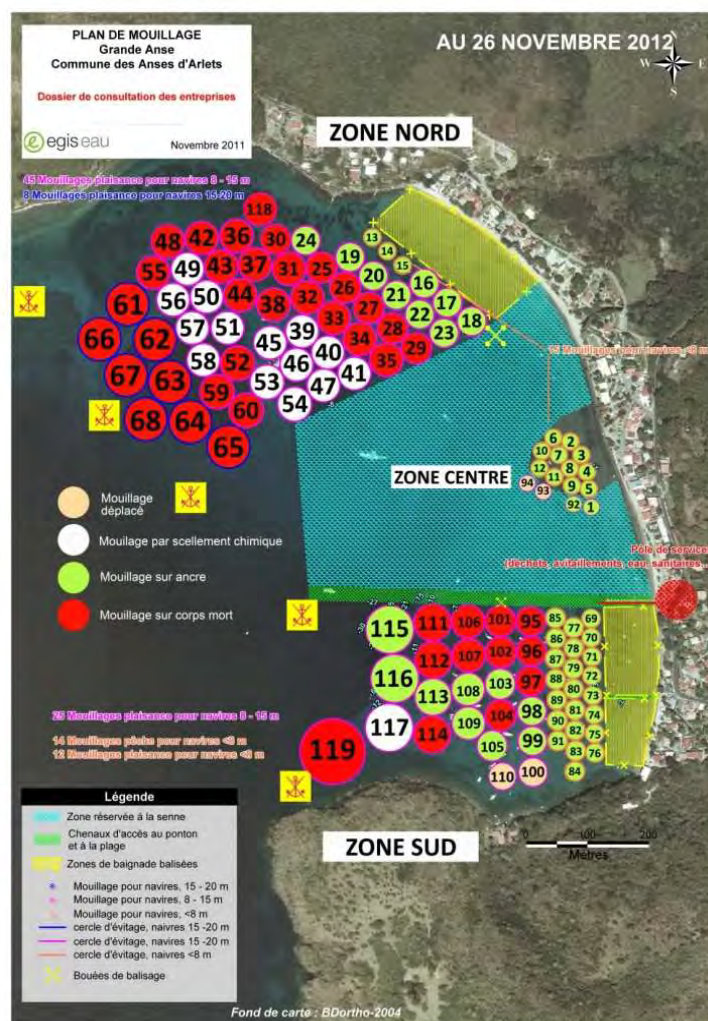 PLAN DE MOUILLAGE
Grande Anse
Commune des Anses d'Arlets
Dossier de consultation des entreprises
egis eau
Novembre 2011
AU 26 NOVEMBRE 2012
N
W E
S
ZONE NORD
45 Mouillages plaisance pour navires 8 - 15 m
8 Mouillages plaisance pour navires 15-20 m
118
48 42 36 30 24 13
14
15
55 49 43 37 31 25 19
20 16
61 56 50 44 38 32 26 21 17
66 62 57 51 45 39 33 27 22 18
67 63 58 52 46 40 34 28 23
68 64 59 53 47 41 35 29
65 60 54
15 Mouillages pour navires <8 m
6 2
10 7 3
12 8 4
11 9 5
94 93 92 1
ZONE CENTRE
Mouillage
déplacé
Mouilage par scellement chimique
Mouillage sur ancre
Mouillage sur corps mort
Pôle de service
(déchets, avitaillements, eau, sanitaires,
115 111 106 101 95 85 77 69
86 78 70
112 107 102 96 87 79 71
116 113 108 103 97 88 80 72
89 81 73
117 114 109 104 98 90 82 74
119 105 99 91 83 75
110 100 84 76
25 Mouillages plaisance pour navires 8 - 15 m
14 Mouillages pêche pour navires <8 m
12 Mouillages plaisance pour navires <8 m
ZONE SUD
0 100 200
Mètres
Légende
Zone réservée à la senne
Chenaux d'accès au ponton
et à la plage
Zones de baignade balisées
Mouillage pour navires, 15 - 20 m
Mouillage pour navires, 8 - 15 m
Mouillage pour navires, <8 m
cercle d'évitage, naivres 15 -20 m
cercle d'évitage, navires 15 -20 m
cercle d'évitage, navires <8 m
Bouées de balisage
Fond de carte : BDortho-2004